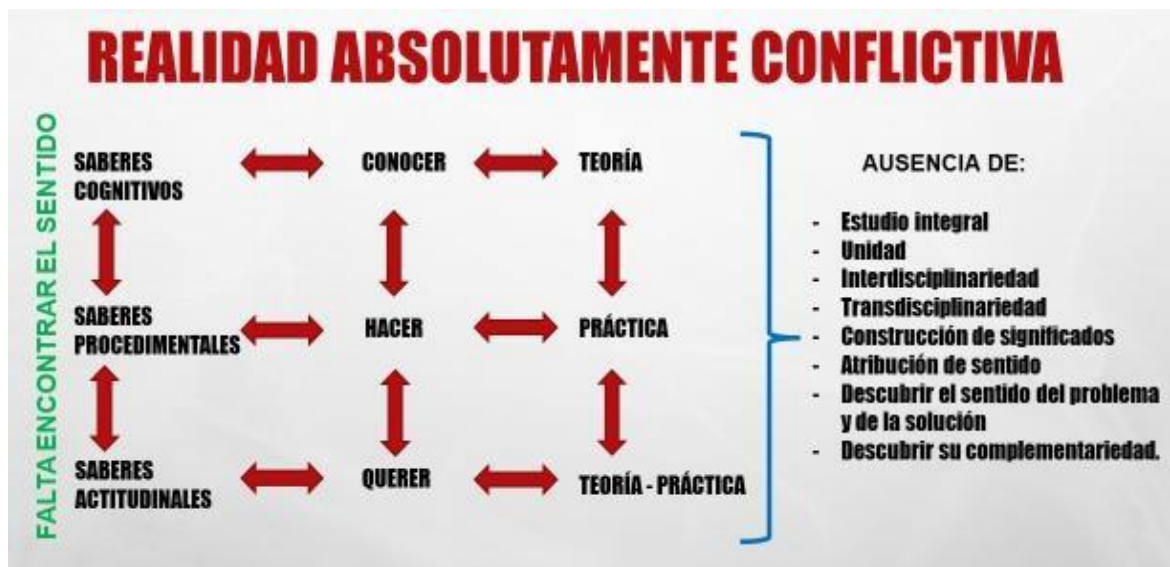 REALIDAD ABSOLUTAMENTE CONFLICTIVA
FALTA ENCONTRAR EL SENTIDO
SABERES
COGNITIVOS
CONOCER
TEORÍA
SABERES
PROCEDIMENTALES
HACER
PRÁCTICA
SABERES
ACTITUDINALES
QUERER
TEORÍA - PRÁCTICA
AUSENCIA DE:
- Estudio integral
- Unidad
- Interdisciplinariedad
- Transdisciplinariedad
- Construcción de significados
- Atribución de sentido
- Descubrir el sentido del problema
y de la solución
- Descubrir su complementariedad.